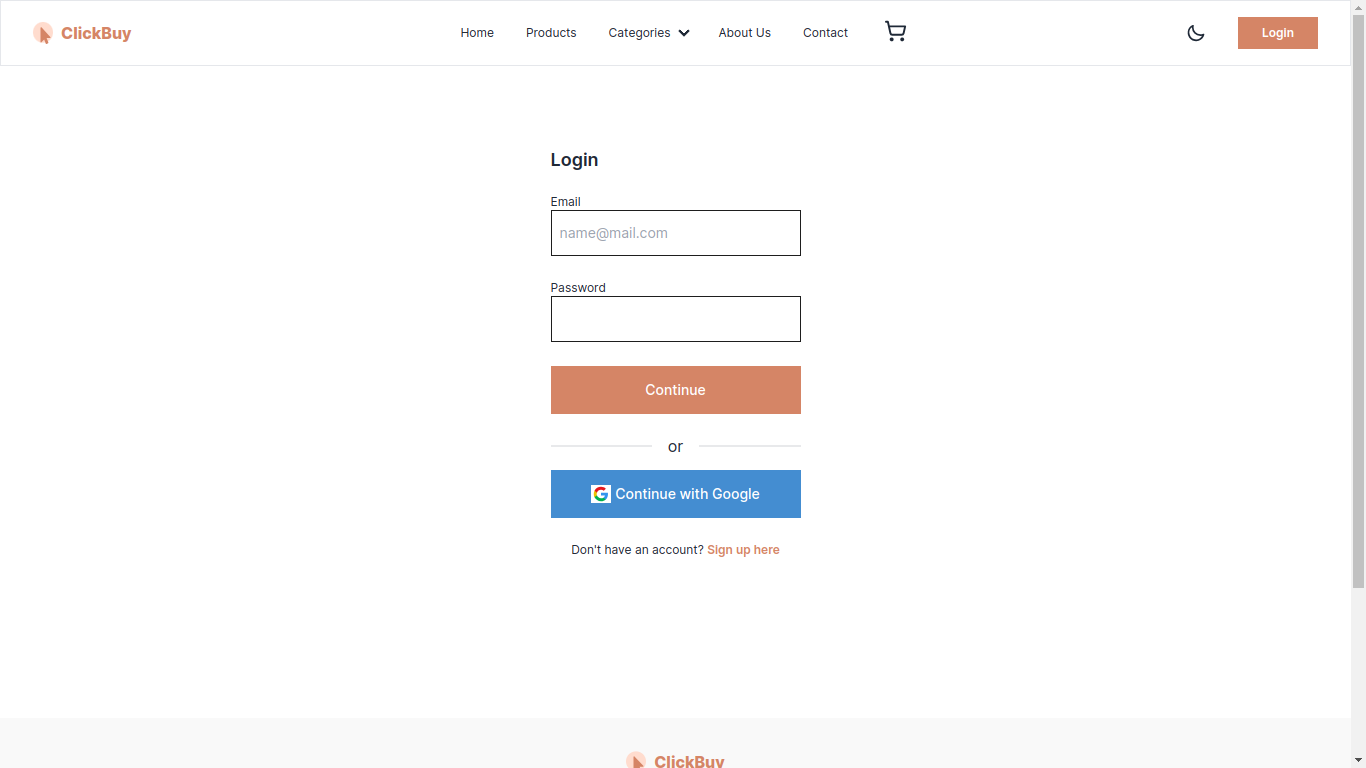 ClickBuy
Home Products Categories About Us Contact
Login
Login
Email
name@mail.com
Password
Continue
or
Continue with Google
Don't have an account? Sign up here
ClickBuy